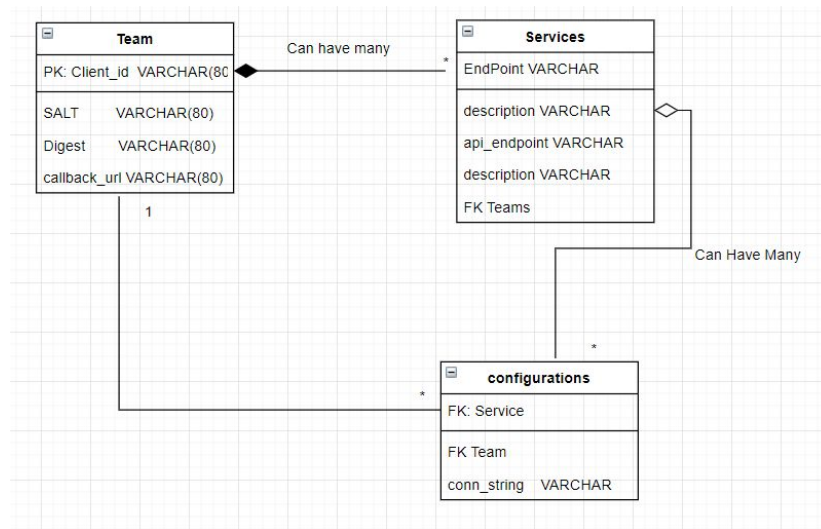 Team
PK: Client_id VARCHAR(80
SALT VARCHAR(80)
Digest VARCHAR(80)
callback_url VARCHAR(80)
Can have many
*
Services
EndPoint VARCHAR
description VARCHAR
api_endpoint VARCHAR
description VARCHAR
FK Teams
1
Can Have Many
*
*
configurations
FK: Service
FK Team
conn_string VARCHAR